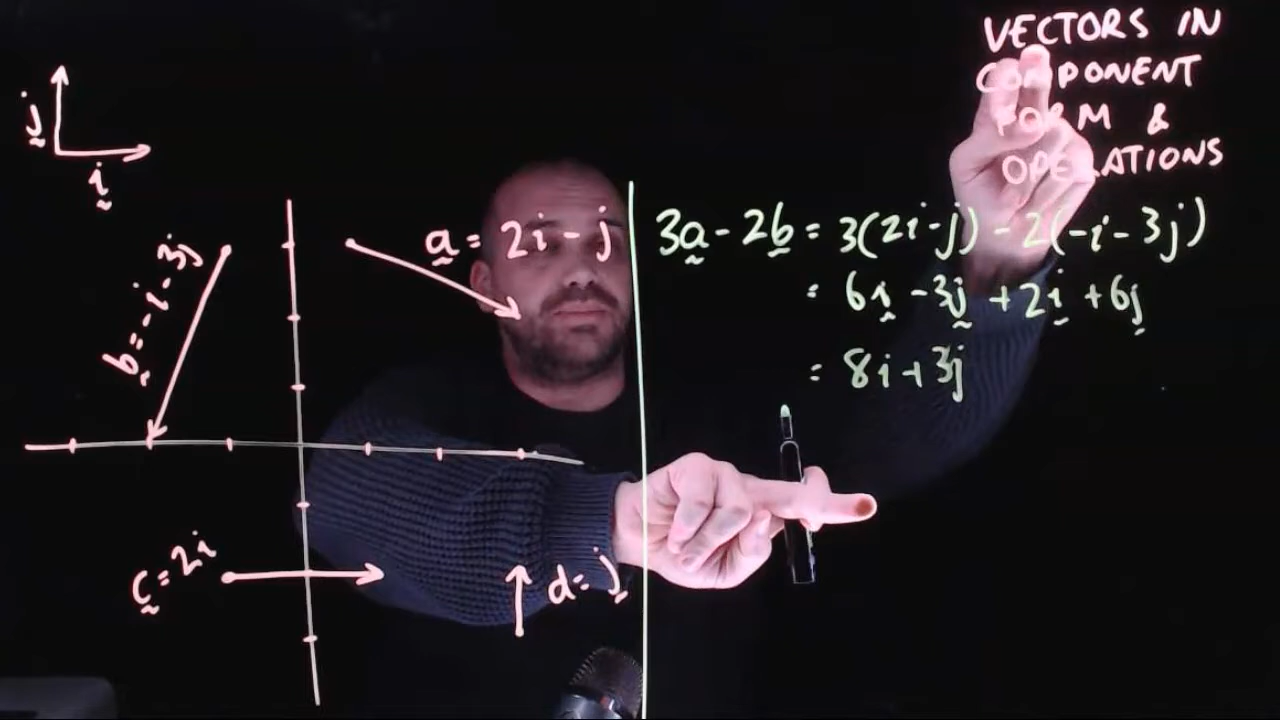 VECTORS IN
COMPONENT
FORM &
OPERATIONS
j
i
b = -i - 3j
a = 2i - j
c = 2i
d = j
3a - 2b = 3(2i - j) - 2(-i - 3j)
= 6i - 3j + 2i + 6j
= 8i + 3j